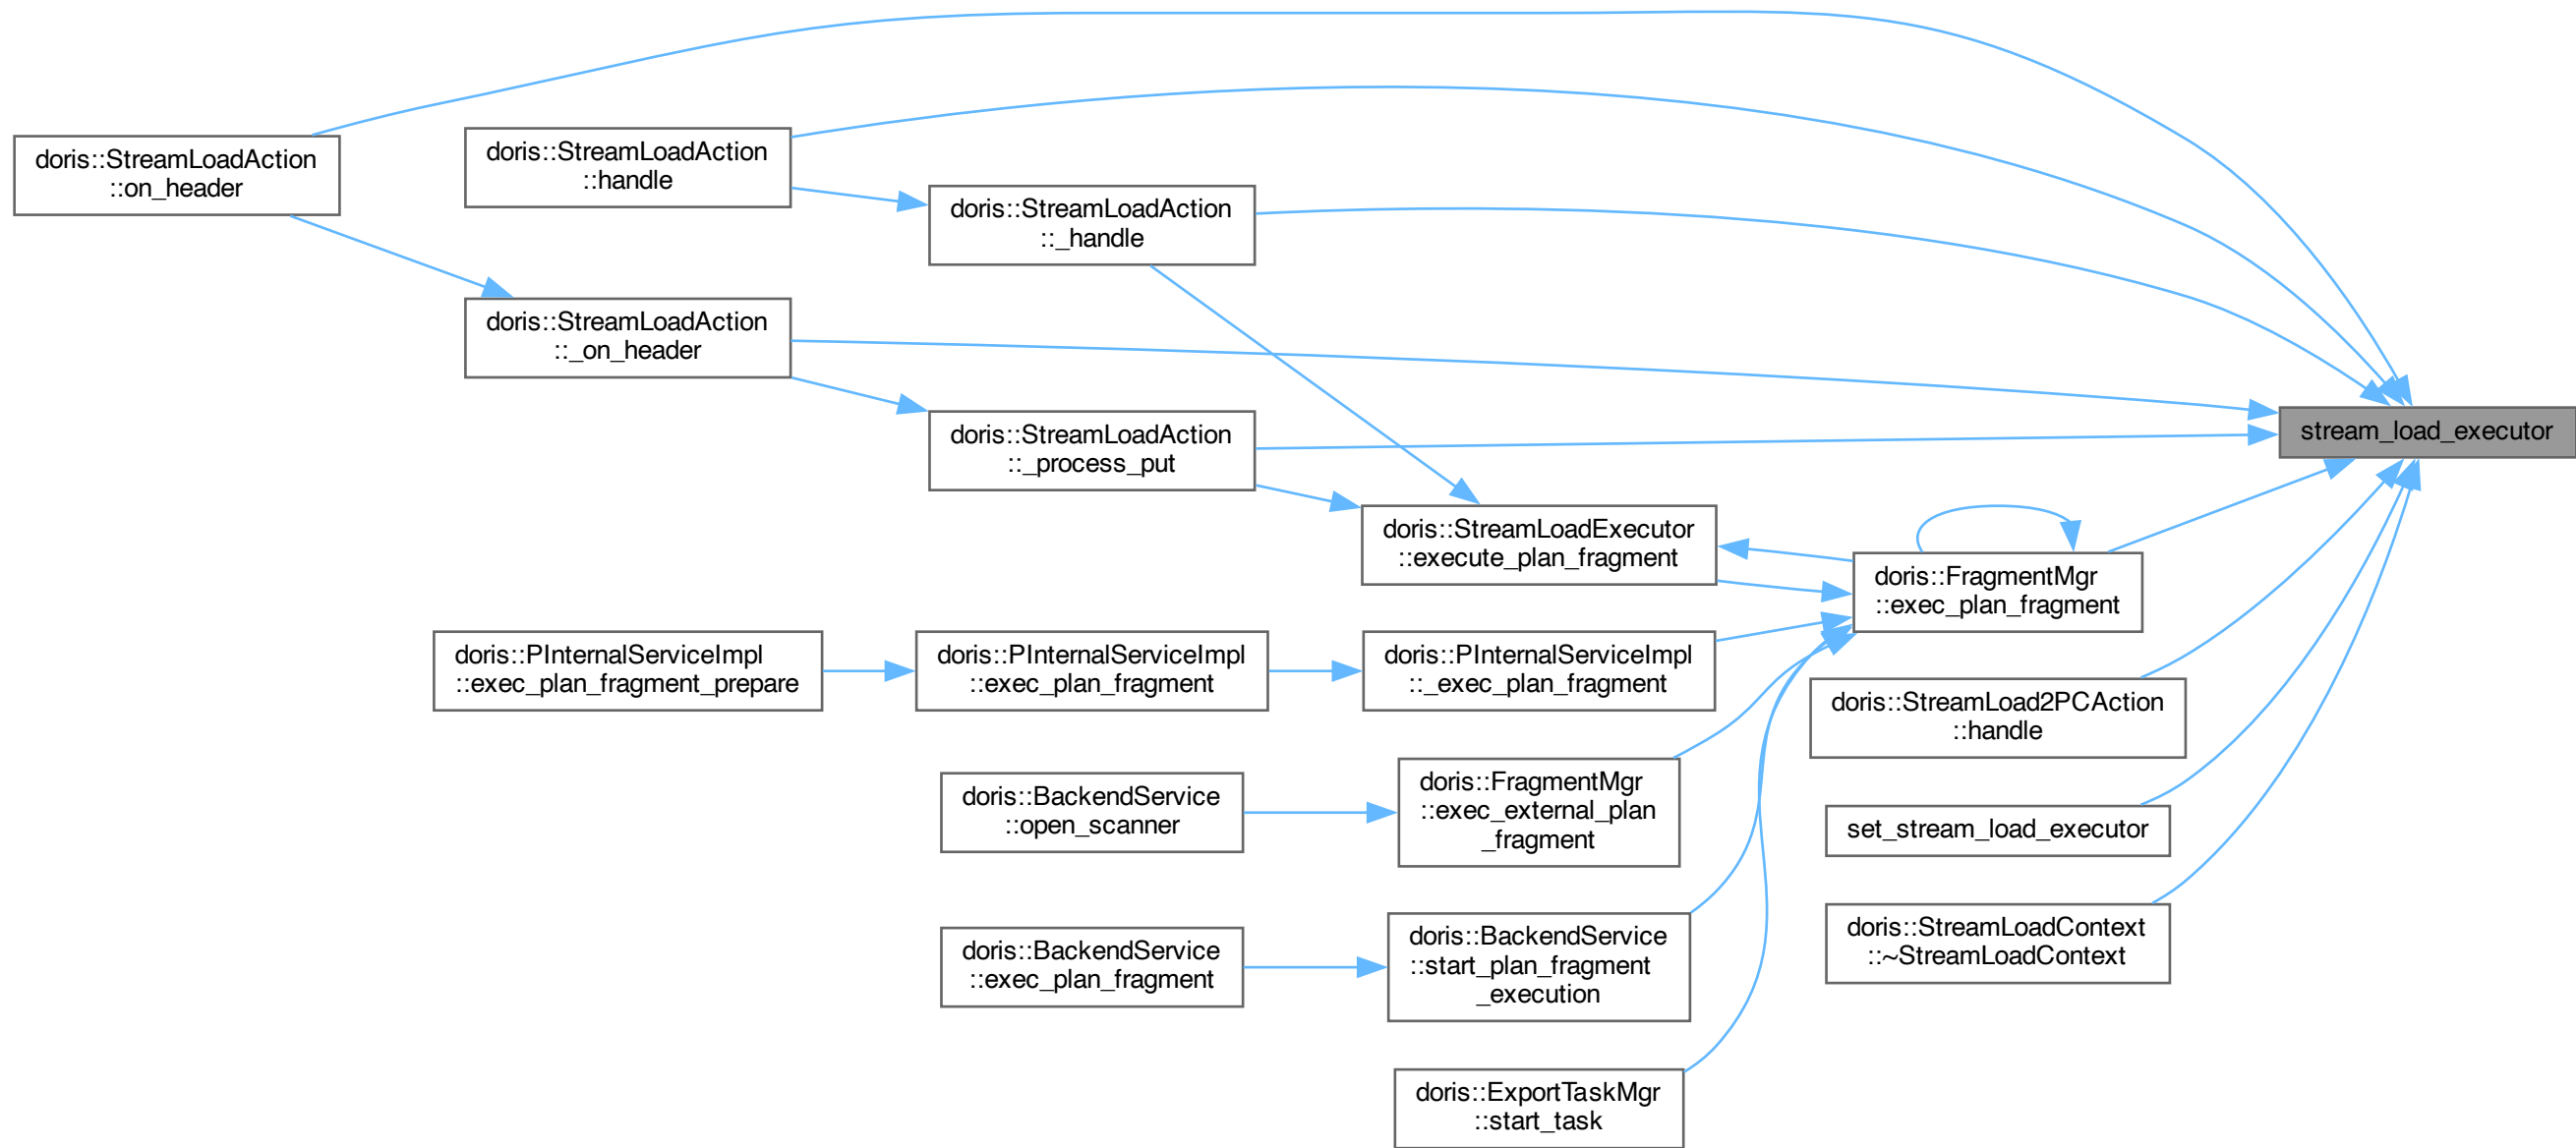 doris::StreamLoadAction
::on_header
doris::StreamLoadAction
::handle
doris::StreamLoadAction
::_handle
doris::StreamLoadAction
::_on_header
doris::StreamLoadAction
::_process_put
stream_load_executor
doris::StreamLoadExecutor
::execute_plan_fragment
doris::FragmentMgr
::exec_plan_fragment
doris::PInternalServiceImpl
::exec_plan_fragment_prepare
doris::PInternalServiceImpl
::exec_plan_fragment
doris::PInternalServiceImpl
::_exec_plan_fragment
doris::StreamLoad2PCAction
::handle
doris::BackendService
::open_scanner
doris::FragmentMgr
::exec_external_plan
_fragment
set_stream_load_executor
doris::BackendService
::exec_plan_fragment
doris::BackendService
::start_plan_fragment
_execution
doris::StreamLoadContext
::~StreamLoadContext
doris::ExportTaskMgr
::start_task